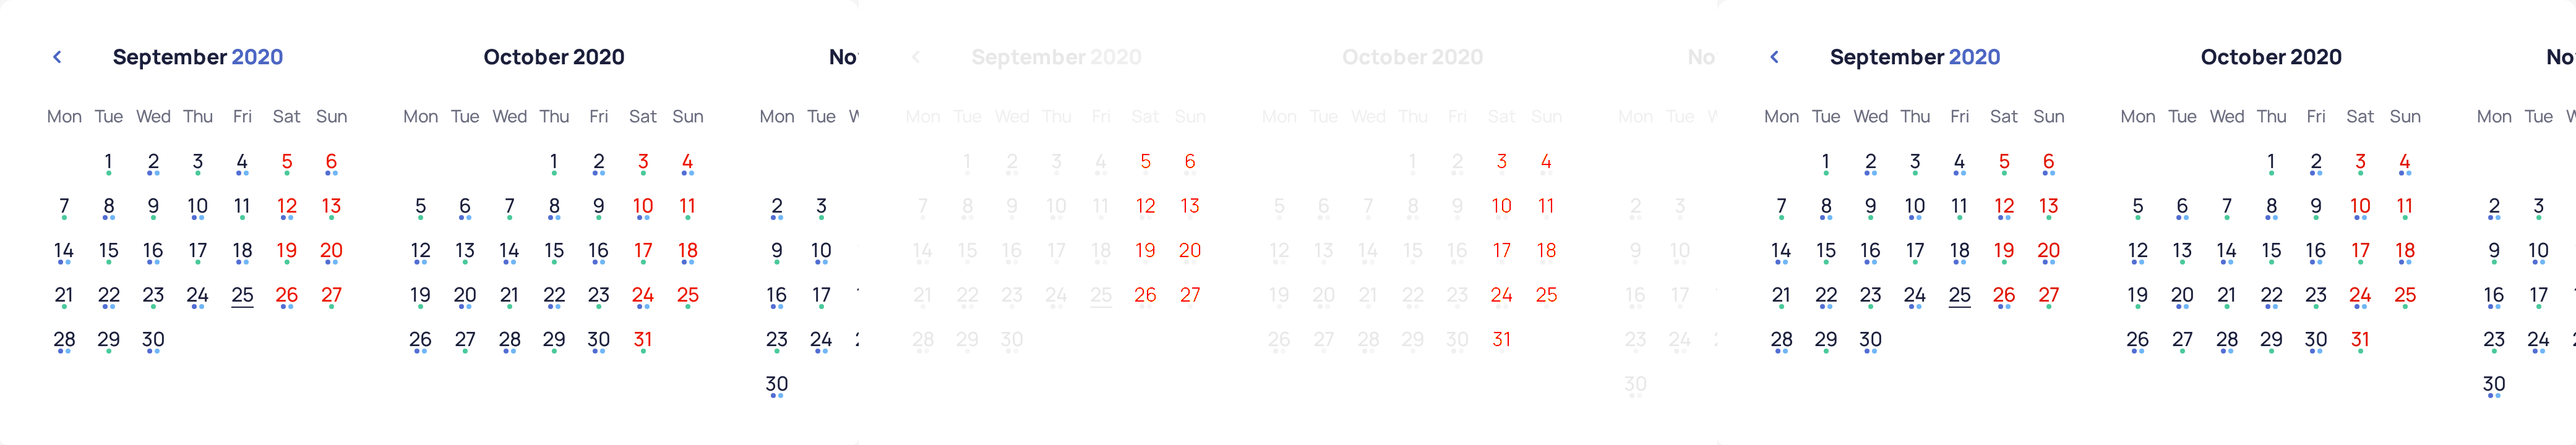 September 2020 October 2020 No
Mon Tue Wed Thu Fri Sat Sun Mon Tue Wed Thu Fri Sat Sun Mon Tue
1 2 3 4 5 6 1 2 3 4
7 8 9 10 11 12 13 5 6 7 8 9 10 11 2 3
14 15 16 17 18 19 20 12 13 14 15 16 17 18 9 10
21 22 23 24 25 26 27 19 20 21 22 23 24 25 16 17
28 29 30 26 27 28 29 30 31 23 24
30
September 2020 October 2020 No
Mon Tue Wed Thu Fri Sat Sun Mon Tue Wed Thu Fri Sat Sun Mon Tue
1 2 3 4 5 6 1 2 3 4
7 8 9 10 11 12 13 5 6 7 8 9 10 11 2 3
14 15 16 17 18 19 20 12 13 14 15 16 17 18 9 10
21 22 23 24 25 26 27 19 20 21 22 23 24 25 16 17
28 29 30 26 27 28 29 30 31 23 24
30
September 2020 October 2020 No
Mon Tue Wed Thu Fri Sat Sun Mon Tue Wed Thu Fri Sat Sun Mon Tue
1 2 3 4 5 6 1 2 3 4
7 8 9 10 11 12 13 5 6 7 8 9 10 11 2 3
14 15 16 17 18 19 20 12 13 14 15 16 17 18 9 10
21 22 23 24 25 26 27 19 20 21 22 23 24 25 16 17
28 29 30 26 27 28 29 30 31 23 24
30